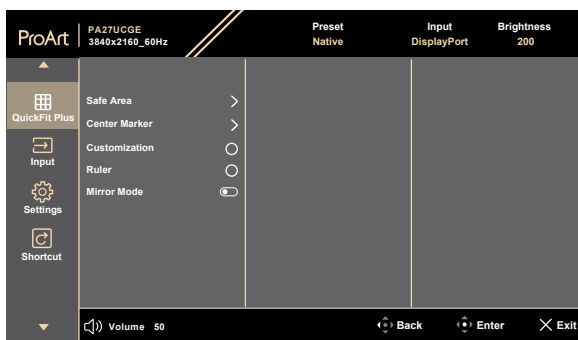 ProArt
PA27UCGE
3840x2160_60Hz
Preset
Native
Input
DisplayPort
Brightness
200
QuickFit Plus
Input
Settings
Shortcut
Safe Area
Center Marker
Customization
Ruler
Mirror Mode
Volume 50
Back
Enter
Exit